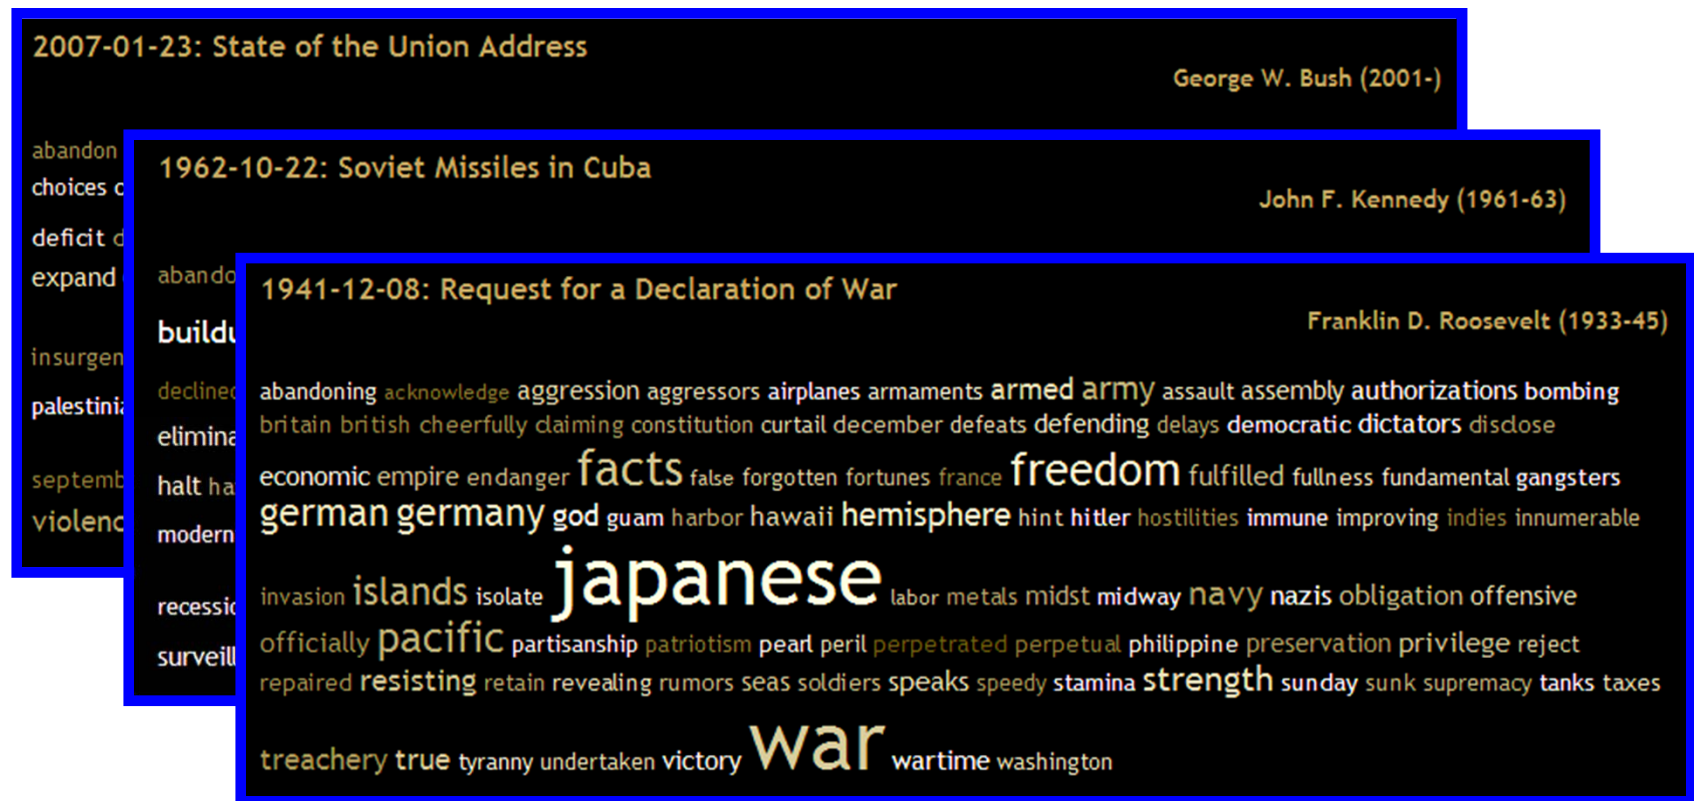 2007-01-23: State of the Union Address
George W. Bush (2001-)
abandon
choices
deficit
expand
insurgen
palestinia
septemb
violenc
1962-10-22: Soviet Missiles in Cuba
John F. Kennedy (1961-63)
abando
buildu
declined
elimina
halt ha
modern
recessio
surveill
1941-12-08: Request for a Declaration of War
Franklin D. Roosevelt (1933-45)
abandoning acknowledge aggression aggressors airplanes armaments armed army assault assembly authorizations bombing
britain british cheerfully claiming constitution curtail december defeats defending delays democratic dictators disclose
economic empire endanger facts false forgotten fortunes france freedom fulfilled fullness fundamental gangsters
german germany god guam harbor hawaii hemisphere hint hitler hostilities immune improving indies innumerable
invasion islands isolate japanese labor metals midst midway navy nazis obligation offensive
officially pacific partisanship patriotism pearl peril perpetrated perpetual philippine preservation privilege reject
repaired resisting retain revealing rumors seas soldiers speaks speedy stamina strength sunday sunk supremacy tanks taxes
treachery true tyranny undertaken victory war wartime washington